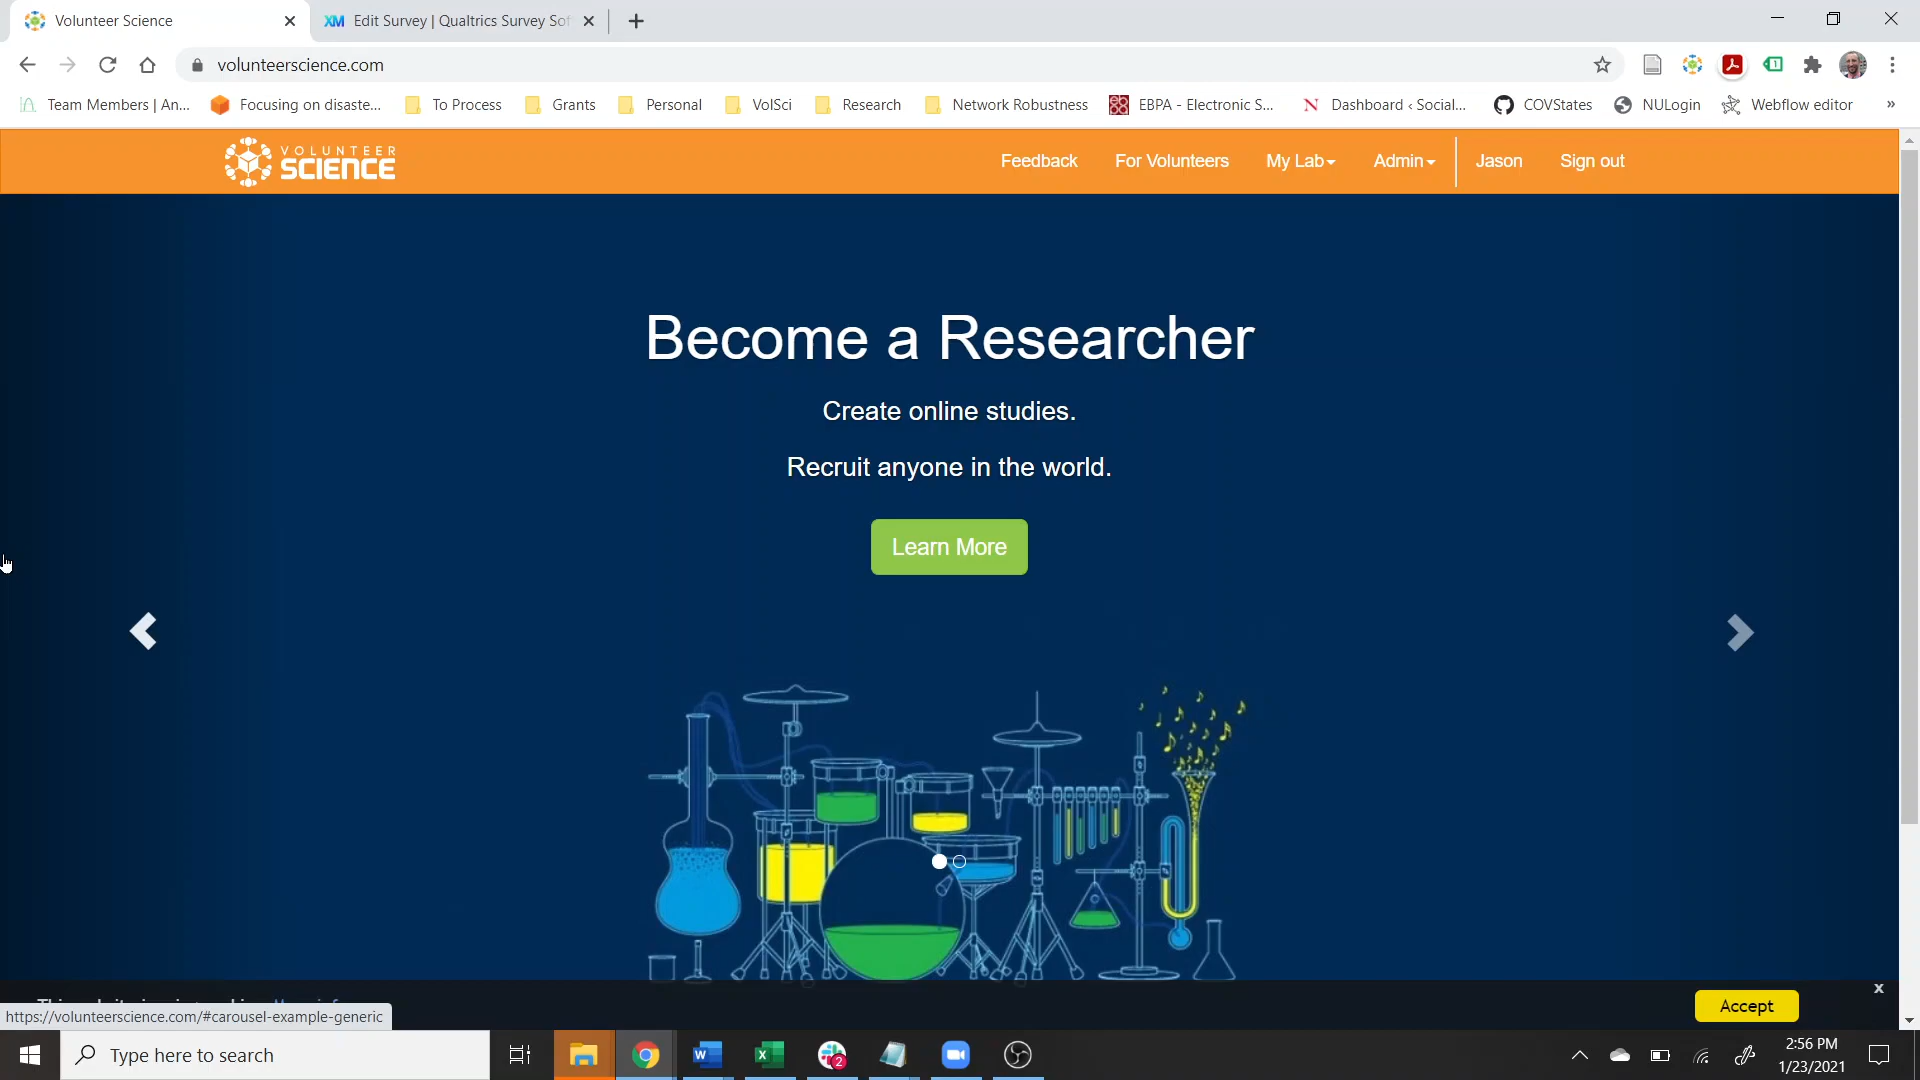 Volunteer Science
Edit Survey | Qualtrics Survey Sof
volunteerscience.com
Team Members | An...
Focusing on disaste...
To Process
Grants
Personal
VolSci
Research
Network Robustness
EBPA - Electronic S...
Dashboard ‹ Social...
COVStates
NULogin
Webflow editor
»
VOLUNTEER
SCIENCE
Feedback
For Volunteers
My Lab
Admin
Jason
Sign out
Become a Researcher
Create online studies.
Recruit anyone in the world.
Learn More
Accept
x
https://volunteerscience.com/#carousel-example-generic
Type here to search
2
2:56 PM
1/23/2021